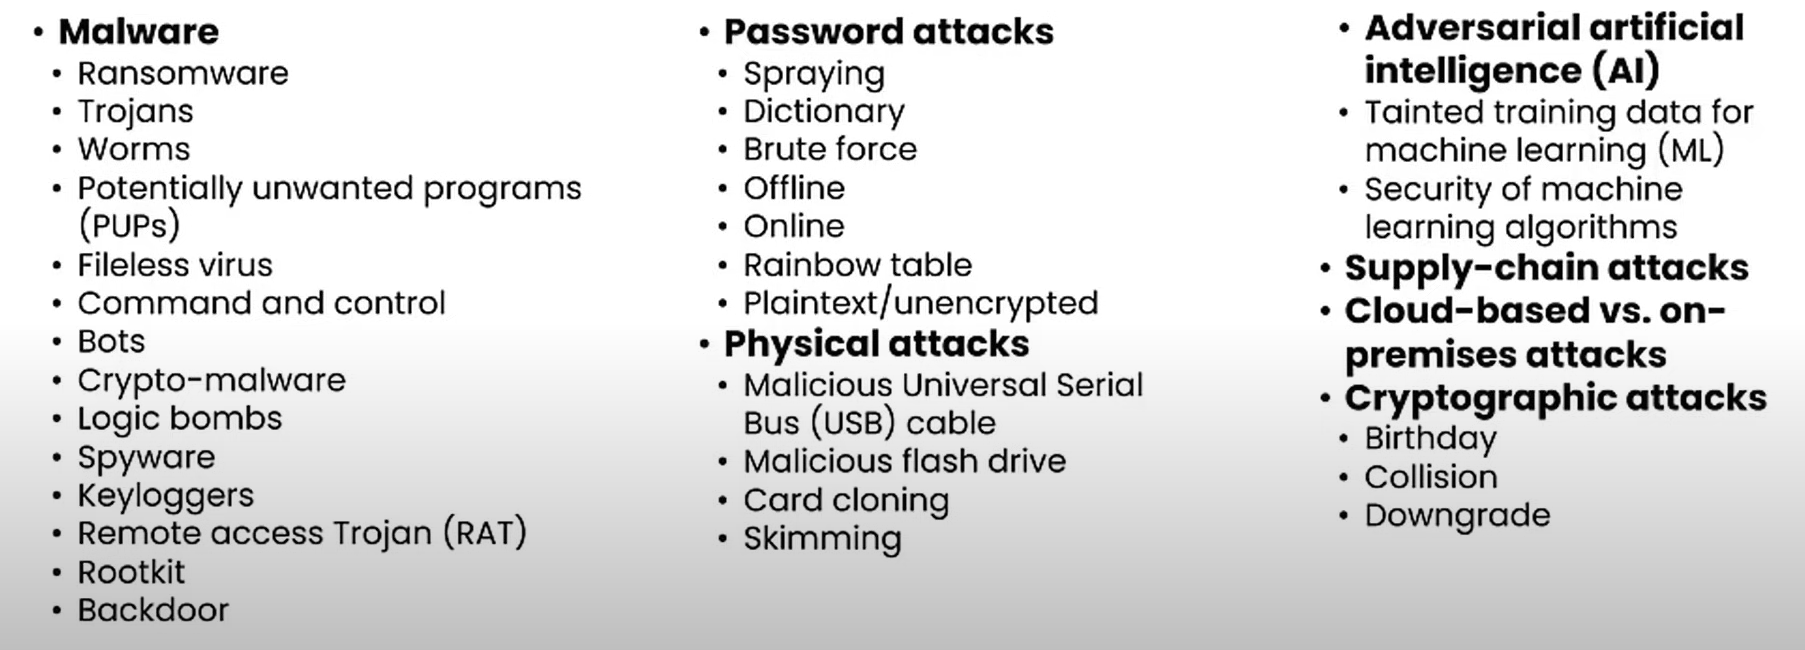 • Malware
• Ransomware
• Trojans
• Worms
• Potentially unwanted programs
(PUPs)
• Fileless virus
• Command and control
• Bots
• Crypto-malware
• Logic bombs
• Spyware
• Keyloggers
• Remote access Trojan (RAT)
• Rootkit
• Backdoor
• Password attacks
• Spraying
• Dictionary
• Brute force
• Offline
• Online
• Rainbow table
• Plaintext/unencrypted
• Physical attacks
• Malicious Universal Serial
Bus (USB) cable
• Malicious flash drive
• Card cloning
• Skimming
• Adversarial artificial
intelligence (AI)
• Tainted training data for
machine learning (ML)
• Security of machine
learning algorithms
• Supply-chain attacks
• Cloud-based vs. on-
premises attacks
• Cryptographic attacks
• Birthday
• Collision
• Downgrade